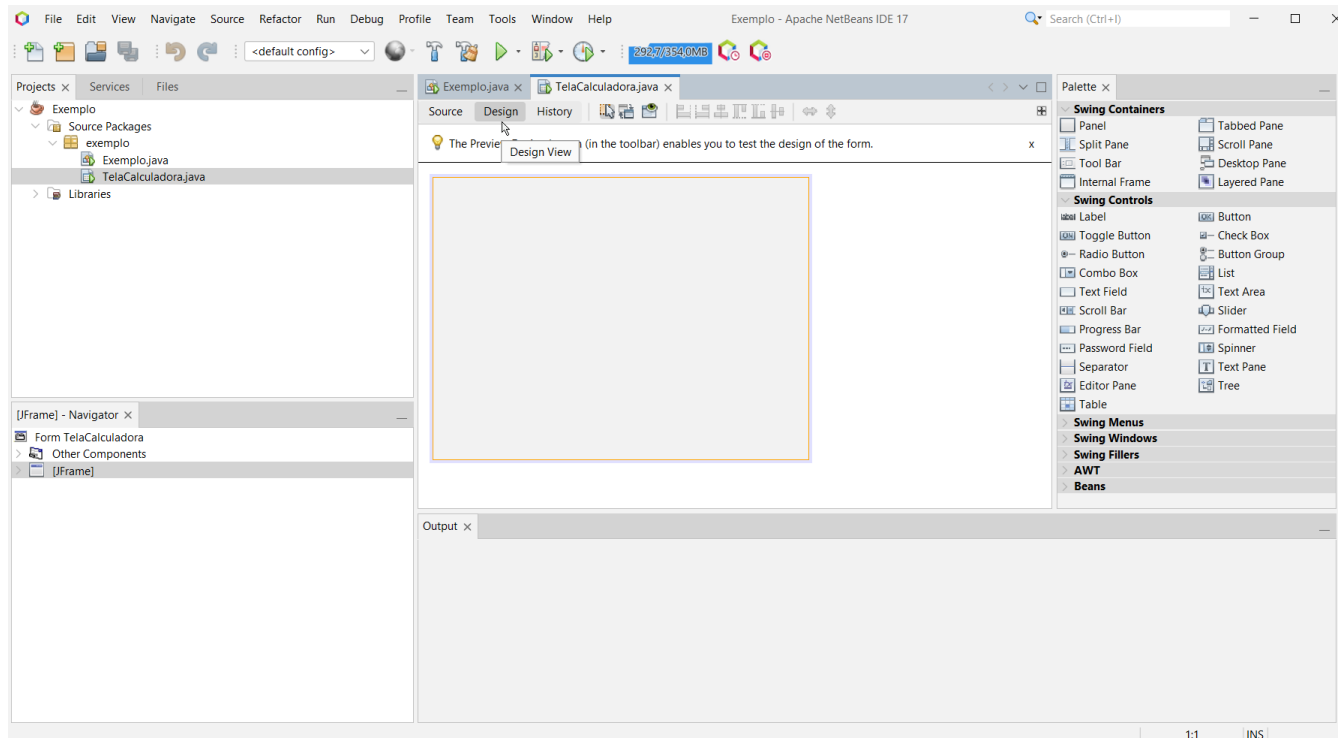 File Edit View Navigate Source Refactor Run Debug Profile Team Tools Window Help Exemplo - Apache NetBeans IDE 17 Search (Ctrl+I)
<default config> 292,7/354,0MB
Projects Services Files
Exemplo
Source Packages
exemplo
Exemplo.java
TelaCalculadora.java
Libraries
[JFrame] - Navigator
Form TelaCalculadora
Other Components
[JFrame]
Exemplo.java TelaCalculadora.java
Source Design History
The Preview (in the toolbar) enables you to test the design of the form. x
Design View
Output
Palette
Swing Containers
Panel Tabbed Pane
Split Pane Scroll Pane
Tool Bar Desktop Pane
Internal Frame Layered Pane
Swing Controls
label Label OK Button
OK Toggle Button Check Box
Radio Button Button Group
Combo Box List
Text Field Text Area
Scroll Bar Slider
Progress Bar Formatted Field
Password Field Spinner
Separator Text Pane
Editor Pane Tree
Table
Swing Menus
Swing Windows
Swing Fillers
AWT
Beans
1:1 INS